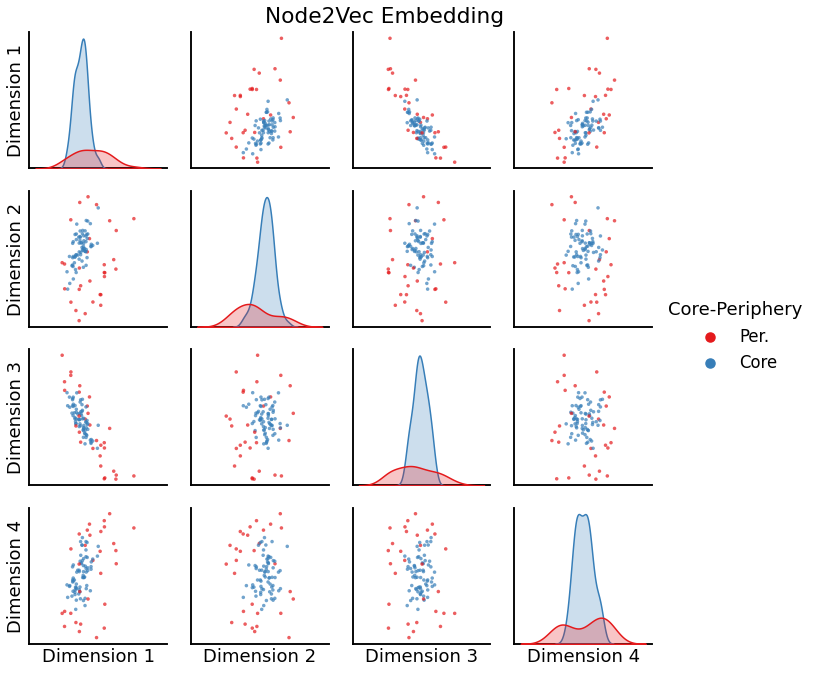 Node2Vec Embedding
Dimension 1
Dimension 2
Dimension 3
Dimension 4
Core-Periphery
Per.
Core
Dimension 1
Dimension 2
Dimension 3
Dimension 4